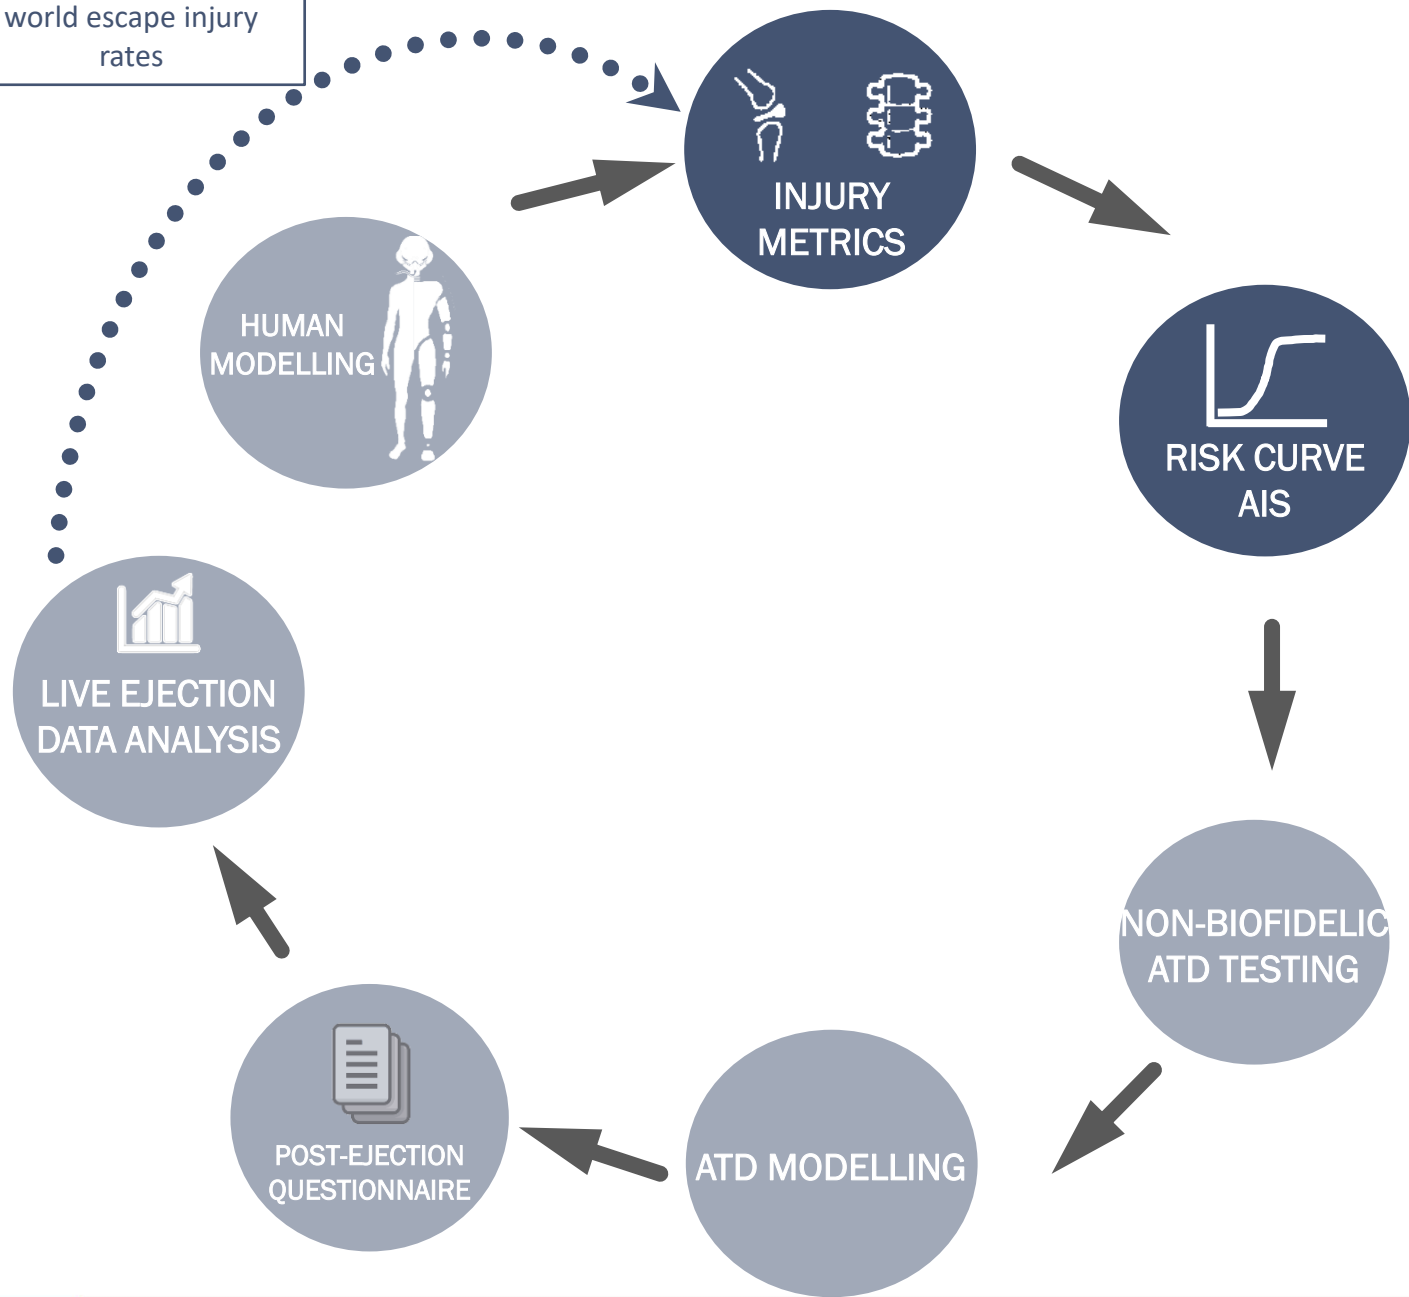 world escape injury
rates
INJURY
METRICS
HUMAN
MODELLING
RISK CURVE
AIS
LIVE EJECTION
DATA ANALYSIS
NON-BIOFIDELIC
ATD TESTING
POST-EJECTION
QUESTIONNAIRE
ATD MODELLING